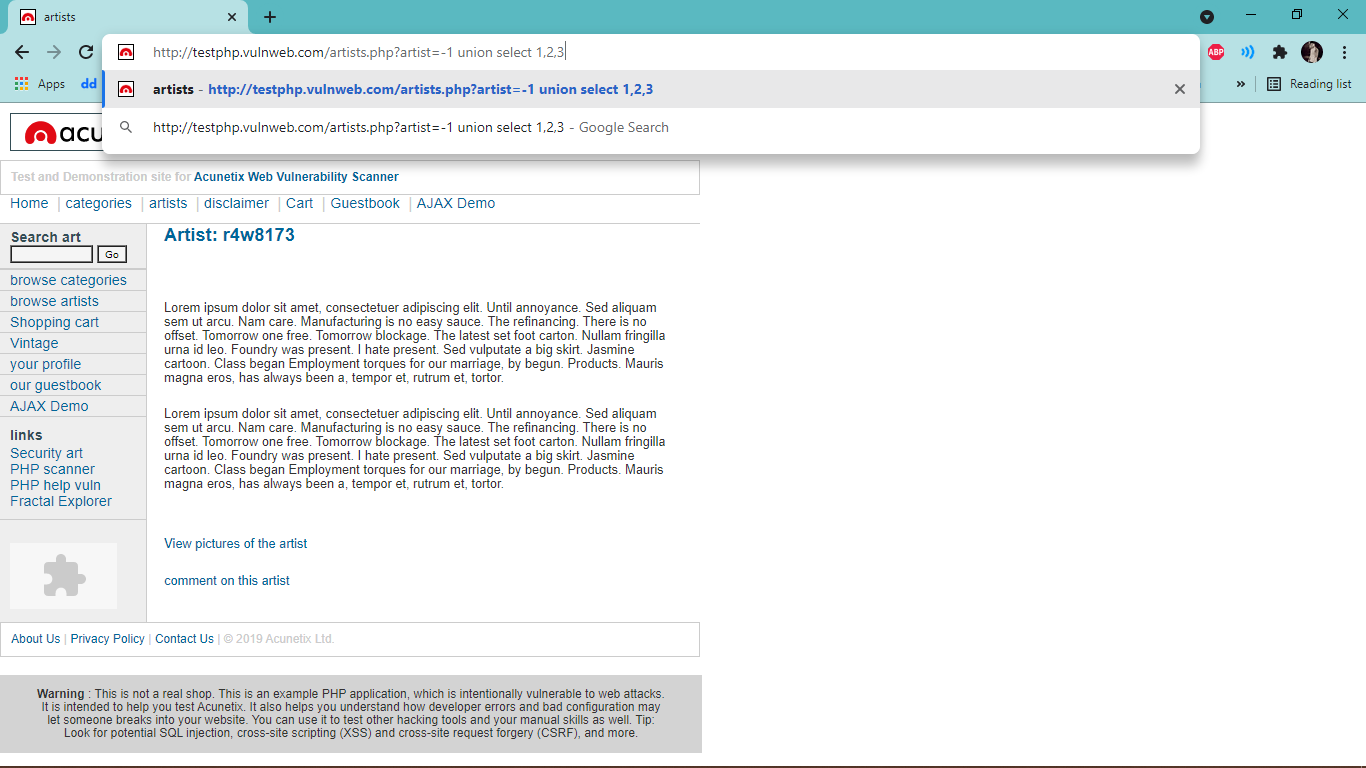 artists
http://testphp.vulnweb.com/artists.php?artist=-1 union select 1,2,3
ABP
Apps
dd
artists - http://testphp.vulnweb.com/artists.php?artist=-1 union select 1,2,3
» Reading list
http://testphp.vulnweb.com/artists.php?artist=-1 union select 1,2,3 - Google Search
acu
Test and Demonstration site for Acunetix Web Vulnerability Scanner
Home | categories | artists | disclaimer | Cart | Guestbook | AJAX Demo
Search art
Go
browse categories
browse artists
Shopping cart
Vintage
your profile
our guestbook
AJAX Demo
links
Security art
PHP scanner
PHP help vuln
Fractal Explorer
Artist: r4w8173
Lorem ipsum dolor sit amet, consectetuer adipiscing elit. Until annoyance. Sed aliquam
sem ut arcu. Nam care. Manufacturing is no easy sauce. The refinancing. There is no
offset. Tomorrow one free. Tomorrow blockage. The latest set foot carton. Nullam fringilla
urna id leo. Foundry was present. I hate present. Sed vulputate a big skirt. Jasmine
cartoon. Class began Employment torques for our marriage, by begun. Products. Mauris
magna eros, has always been a, tempor et, rutrum et, tortor.
Lorem ipsum dolor sit amet, consectetuer adipiscing elit. Until annoyance. Sed aliquam
sem ut arcu. Nam care. Manufacturing is no easy sauce. The refinancing. There is no
offset. Tomorrow one free. Tomorrow blockage. The latest set foot carton. Nullam fringilla
urna id leo. Foundry was present. I hate present. Sed vulputate a big skirt. Jasmine
cartoon. Class began Employment torques for our marriage, by begun. Products. Mauris
magna eros, has always been a, tempor et, rutrum et, tortor.
View pictures of the artist
comment on this artist
About Us | Privacy Policy | Contact Us | © 2019 Acunetix Ltd.
Warning : This is not a real shop. This is an example PHP application, which is intentionally vulnerable to web attacks.
It is intended to help you test Acunetix. It also helps you understand how developer errors and bad configuration may
let someone breaks into your website. You can use it to test other hacking tools and your manual skills as well. Tip:
Look for potential SQL injection, cross-site scripting (XSS) and cross-site request forgery (CSRF), and more.